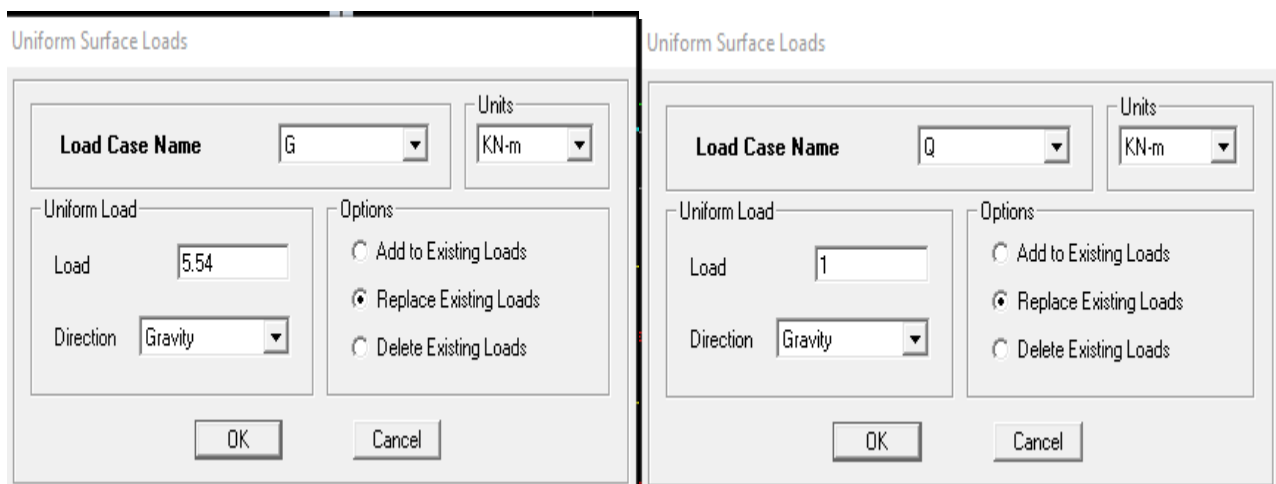 Uniform Surface Loads
Units
Load Case Name G KN-m
Uniform Load Options
Load 5.54 Add to Existing Loads
Replace Existing Loads
Direction Gravity Delete Existing Loads
OK Cancel
Uniform Surface Loads
Units
Load Case Name Q KN-m
Uniform Load Options
Load 1 Add to Existing Loads
Replace Existing Loads
Direction Gravity Delete Existing Loads
OK Cancel